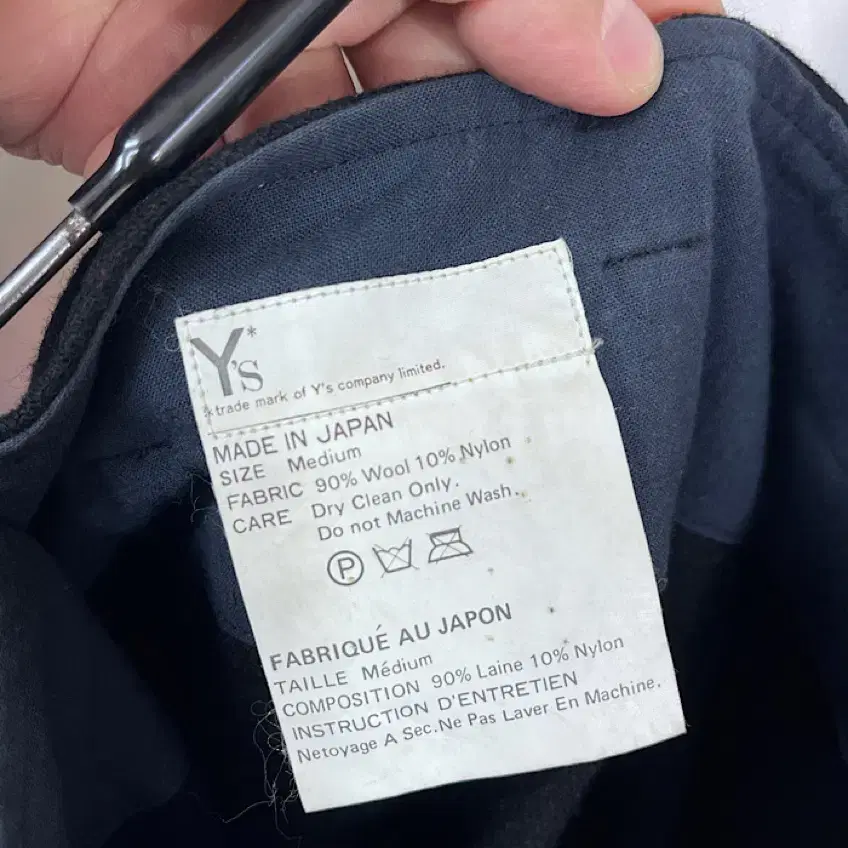 Y's*
*trade mark of Y's company limited.
MADE IN JAPAN
SIZE Medium
FABRIC 90% Wool 10% Nylon
CARE Dry Clean Only.
Do not Machine Wash.
P
FABRIQUÉ AU JAPON
TAILLE Médium
COMPOSITION 90% Laine 10% Nylon
INSTRUCTION D'ENTRETIEN
Netoyage A Sec.Ne Pas Laver En Machine.